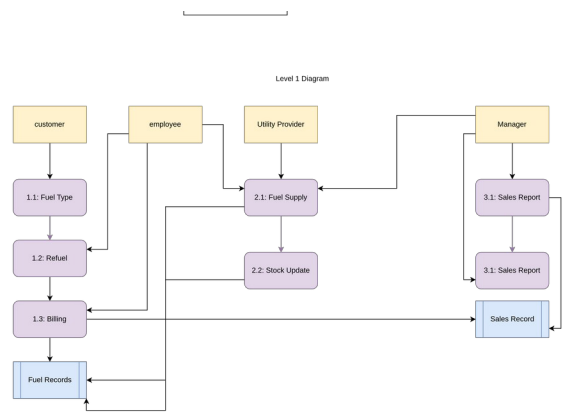 Level 1 Diagram
customer
employee
Utility Provider
Manager
1.1: Fuel Type
2.1: Fuel Supply
3.1: Sales Report
1.2: Refuel
2.2: Stock Update
3.1: Sales Report
1.3: Billing
Sales Record
Fuel Records